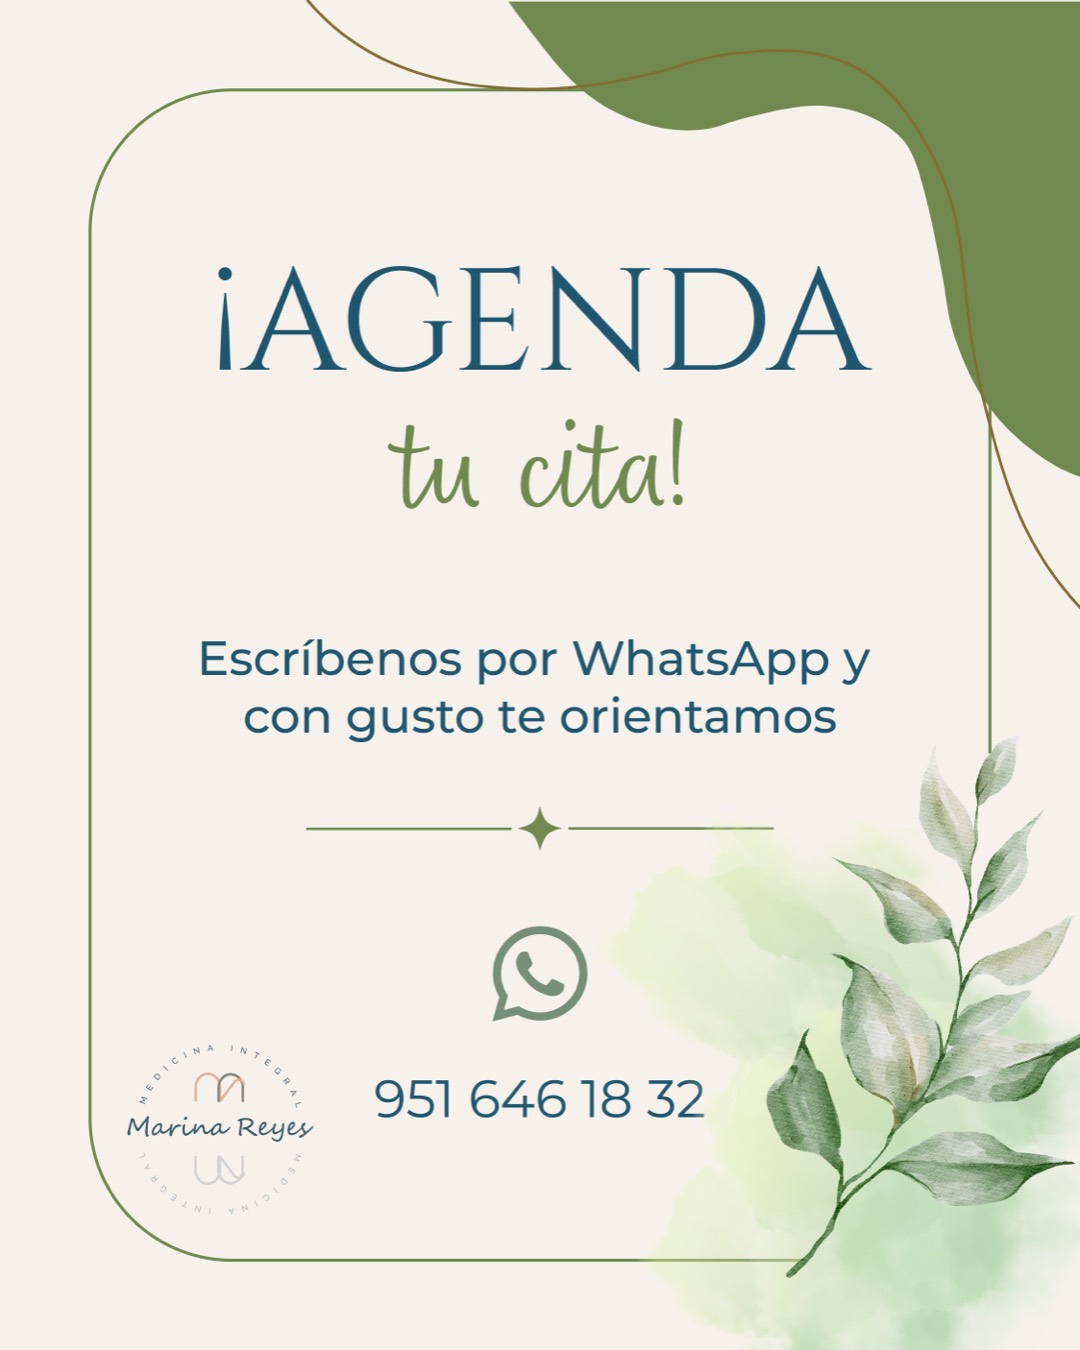 ¡AGENDA
tu cita!
Escríbenos por WhatsApp y
con gusto te orientamos
MEDICINA INTEGRAL
Marina Reyes
MEDICINA INTEGRAL
951 646 18 32